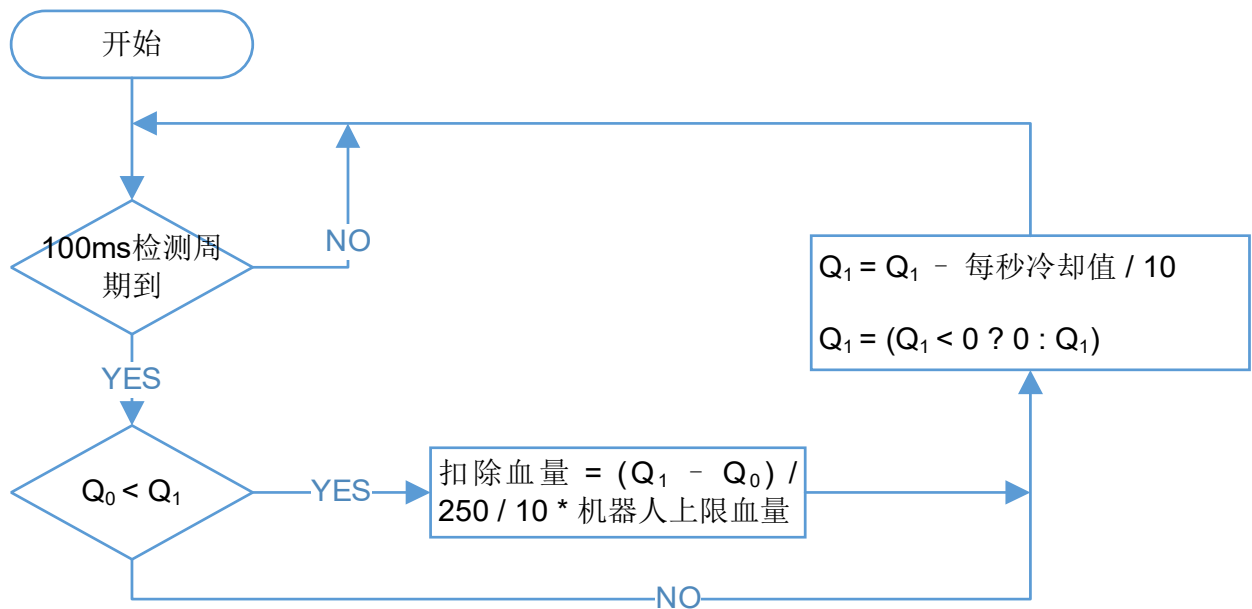 开始
100ms检测周
期到
NO
YES
Q₀ < Q₁
YES
扣除血量 = (Q₁ – Q₀) /
250 / 10 * 机器人上限血量
Q₁ = Q₁ – 每秒冷却值 / 10
Q₁ = (Q₁ < 0 ? 0 : Q₁)
NO